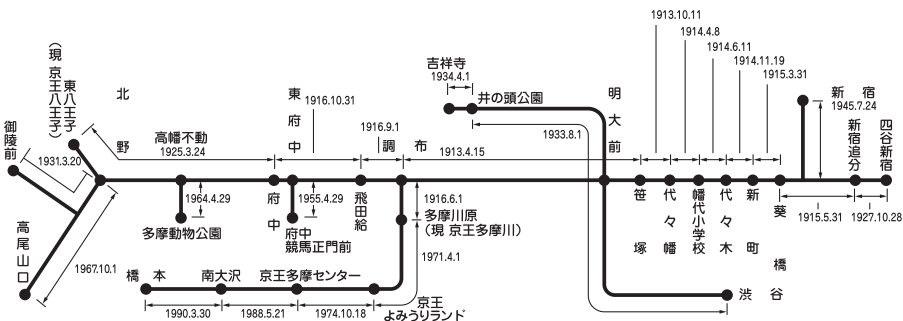 1913.10.11
1914.4.8
1914.6.11
1914.11.19
1915.3.31
吉祥寺
1934.4.1
井の頭公園
1933.8.1
明大前
新宿
1945.7.24
新宿追分
四谷新宿
東八王子
(現 京王八王子)
御陵前
1931.3.20
北野
高幡不動
1925.3.24
東府中
1916.10.31
1916.9.1
調布
1913.4.15
1964.4.29
多摩動物公園
府中
1955.4.29
府中
競馬正門前
飛田給
1916.6.1
多摩川原
(現 京王多摩川)
1971.4.1
笹塚
代々幡
幡代小学校
代々木
新町
葵橋
1915.5.31
1927.10.28
高尾山口
1967.10.1
橋本
南大沢
京王多摩センター
1990.3.30
1988.5.21
1974.10.18
京王
よみうりランド
渋谷